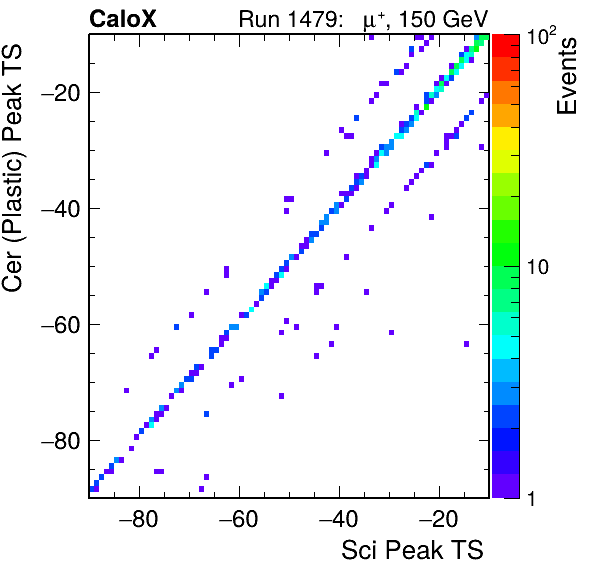 CaloX Run 1479: μ⁺, 150 GeV
Cer (Plastic) Peak TS
−20
−40
−60
−80
−80 −60 −40 −20
Sci Peak TS
10²
10
1
Events